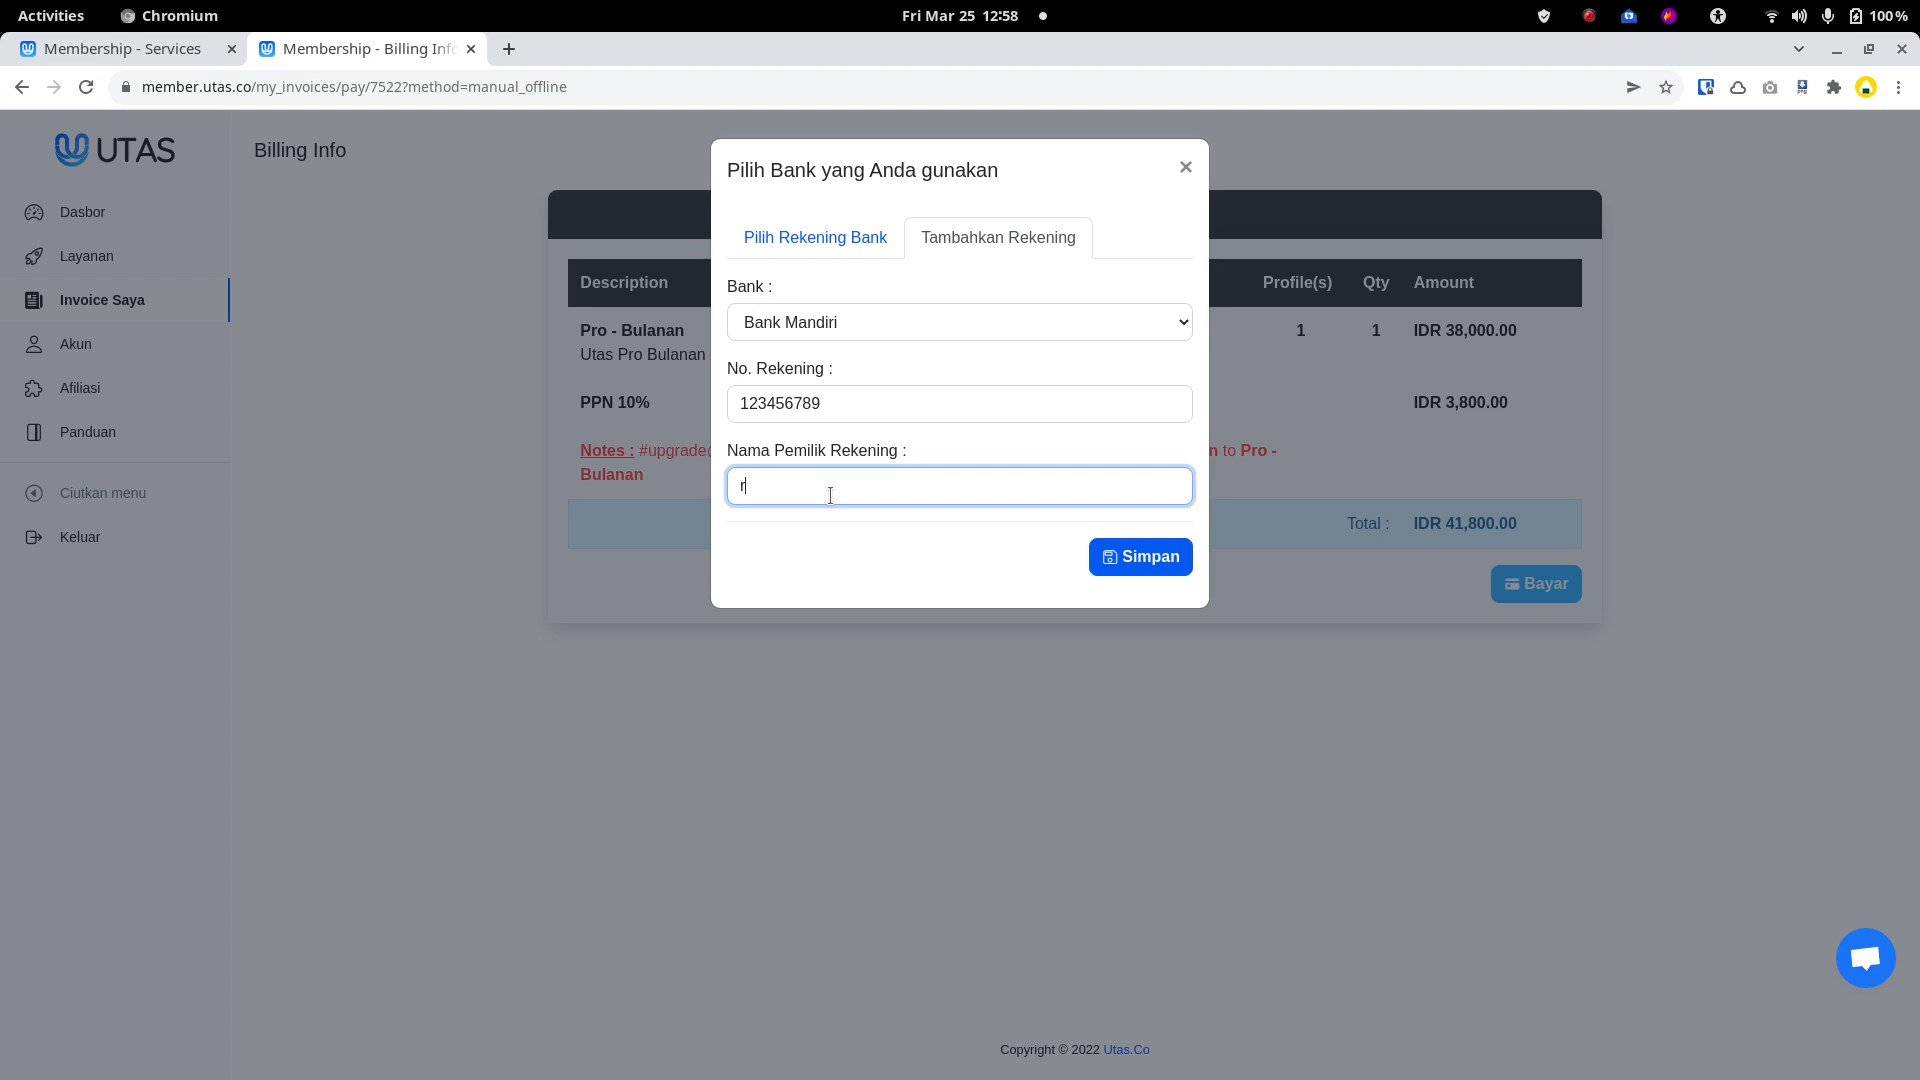 Activities
Chromium
Fri Mar 25 12:58
100 %
Membership - Services
Membership - Billing Info
member.utas.co/my_invoices/pay/7522?method=manual_offline
UTAS
Dasbor
Layanan
Invoice Saya
Akun
Afiliasi
Panduan
Ciutkan menu
Keluar
Billing Info
Description Profile(s) Qty Amount
Pro - Bulanan 1 1 IDR 38,000.00
Utas Pro Bulanan
PPN 10% IDR 3,800.00
Notes : #upgrade to Pro -
Bulanan
Total : IDR 41,800.00
Bayar
Pilih Bank yang Anda gunakan
×
Pilih Rekening Bank
Tambahkan Rekening
Bank :
Bank Mandiri
No. Rekening :
123456789
Nama Pemilik Rekening :
r
Simpan
Copyright © 2022 Utas.Co